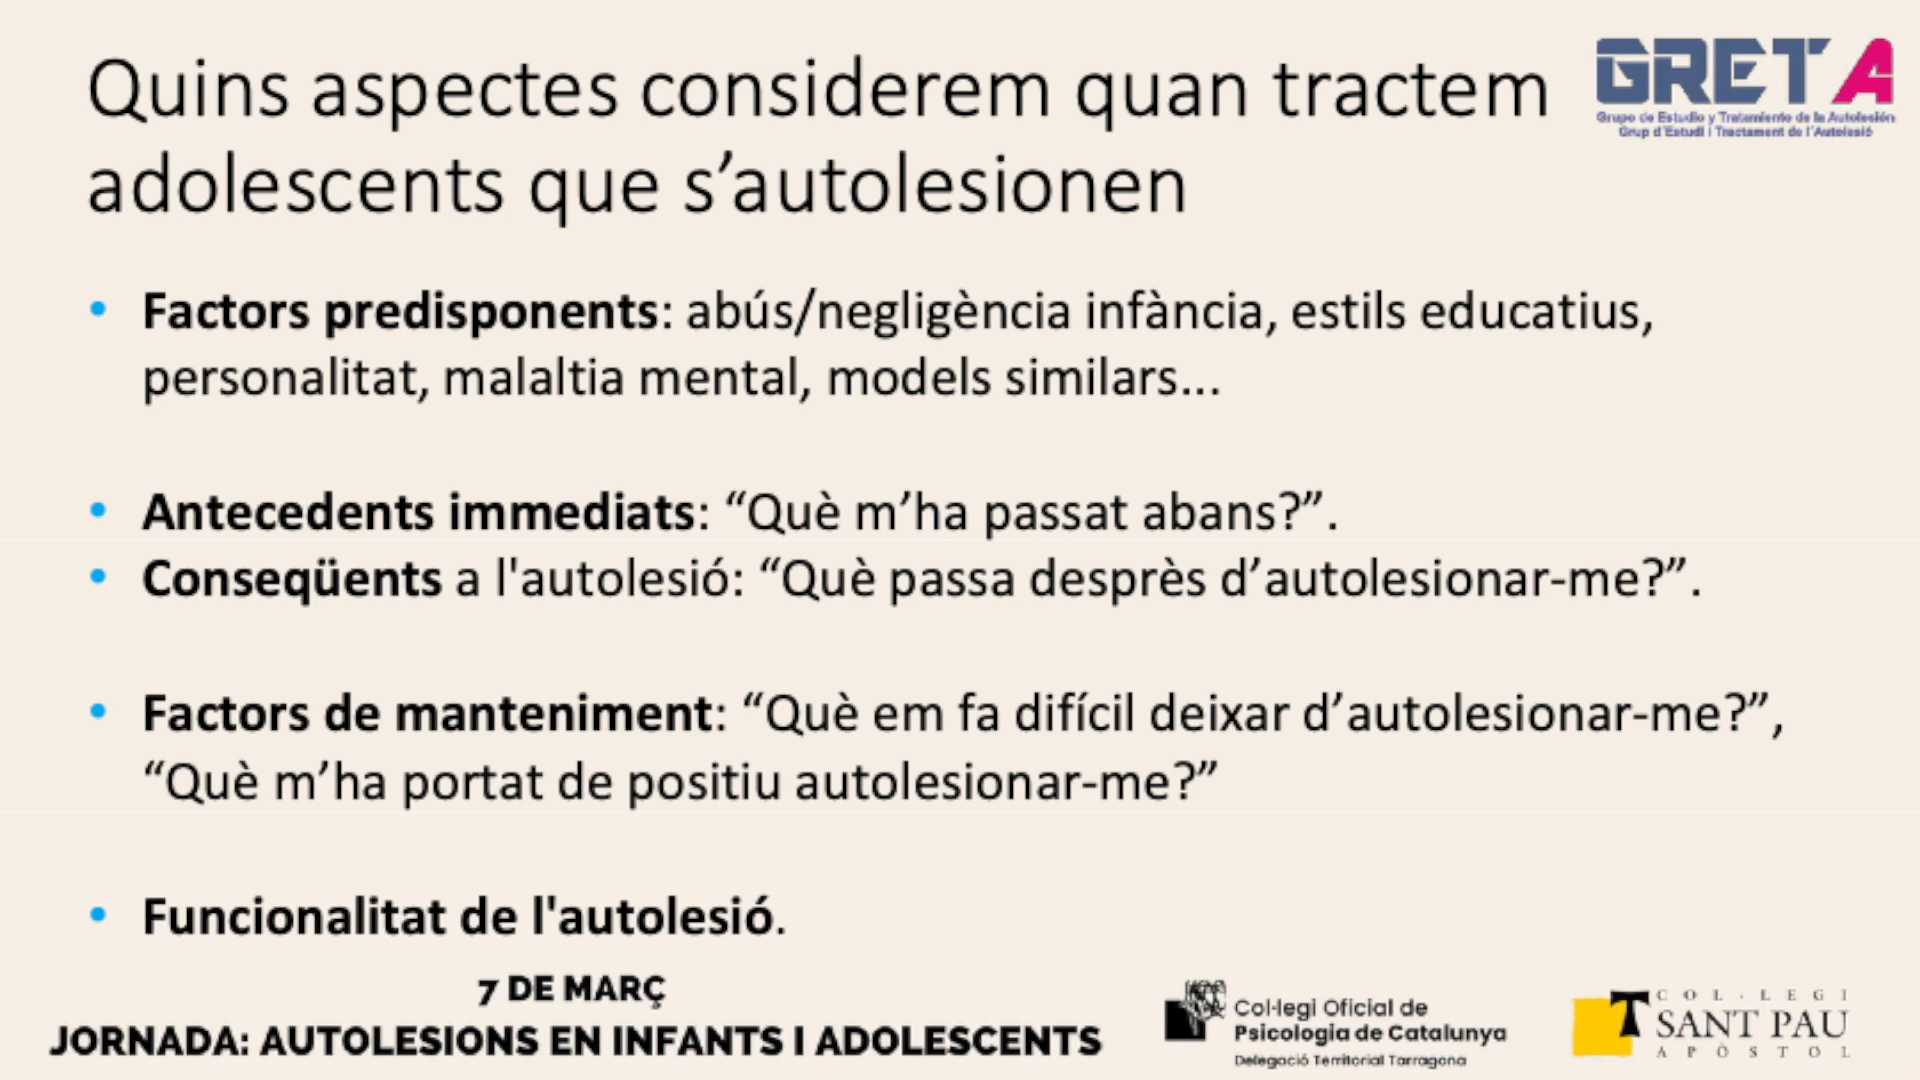 Quins aspectes considerem quan tractem
adolescents que s’autolesionen
GRETA
Grupo de Estudio y Tratamiento de la Autolesión
Grup d'Estudi i Tractament de l'Autolesió
• Factors predisponents: abús/negligència infància, estils educatius,
personalitat, malaltia mental, models similars...
• Antecedents immediats: “Què m’ha passat abans?”.
• Conseqüents a l'autolesió: “Què passa desprès d’autolesionar-me?”.
• Factors de manteniment: “Què em fa difícil deixar d’autolesionar-me?”,
“Què m’ha portat de positiu autolesionar-me?”
• Funcionalitat de l'autolesió.
7 DE MARÇ
JORNADA: AUTOLESIONS EN INFANTS I ADOLESCENTS
Col·legi Oficial de
Psicologia de Catalunya
Delegació Territorial Tarragona
COL·LEGI
SANT PAU
APÒSTOL